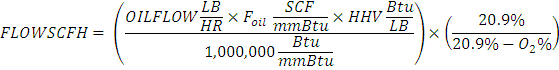 FLOWSCFH = ( (OILFLOW LB/HR × F_oil SCF/mmBtu × HHV Btu/LB) / (1,000,000 Btu/mmBtu) ) × ( 20.9% / (20.9% − O_2%) )